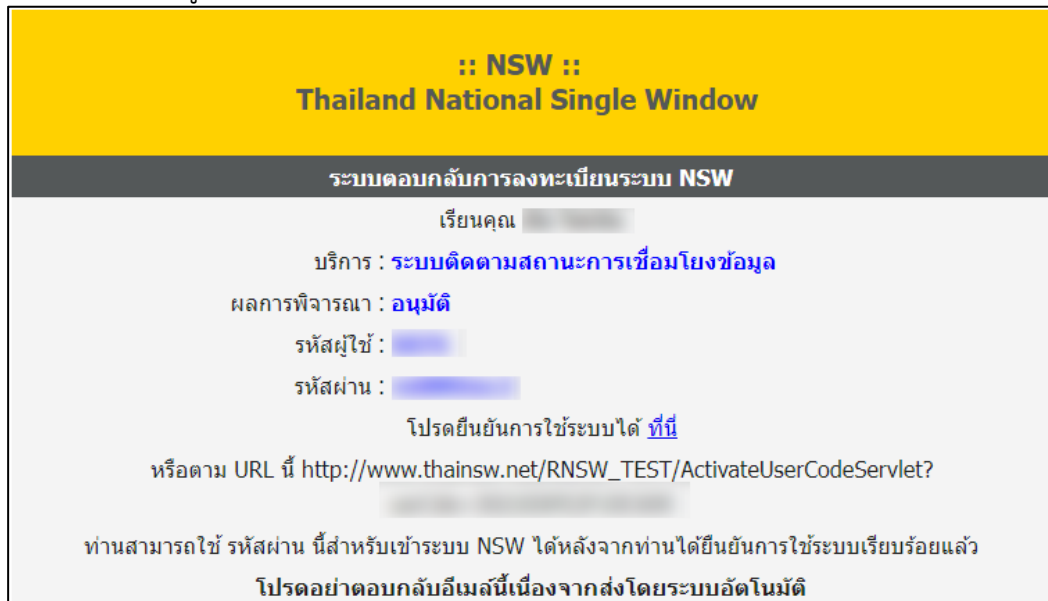 :: NSW ::
Thailand National Single Window
ระบบตอบกลับการลงทะเบียนระบบ NSW
เรียนคุณ
บริการ : ระบบติดตามสถานะการเชื่อมโยงข้อมูล
ผลการพิจารณา : อนุมัติ
รหัสผู้ใช้ :
รหัสผ่าน :
โปรดยืนยันการใช้ระบบได้ ที่นี่
หรือตาม URL นี้ http://www.thainsw.net/RNSW_TEST/ActivateUserCodeServlet?
ท่านสามารถใช้ รหัสผ่าน นี้สำหรับเข้าระบบ NSW ได้หลังจากท่านได้ยืนยันการใช้ระบบเรียบร้อยแล้ว
โปรดอย่าตอบกลับอีเมล์นี้เนื่องจากส่งโดยระบบอัตโนมัติ